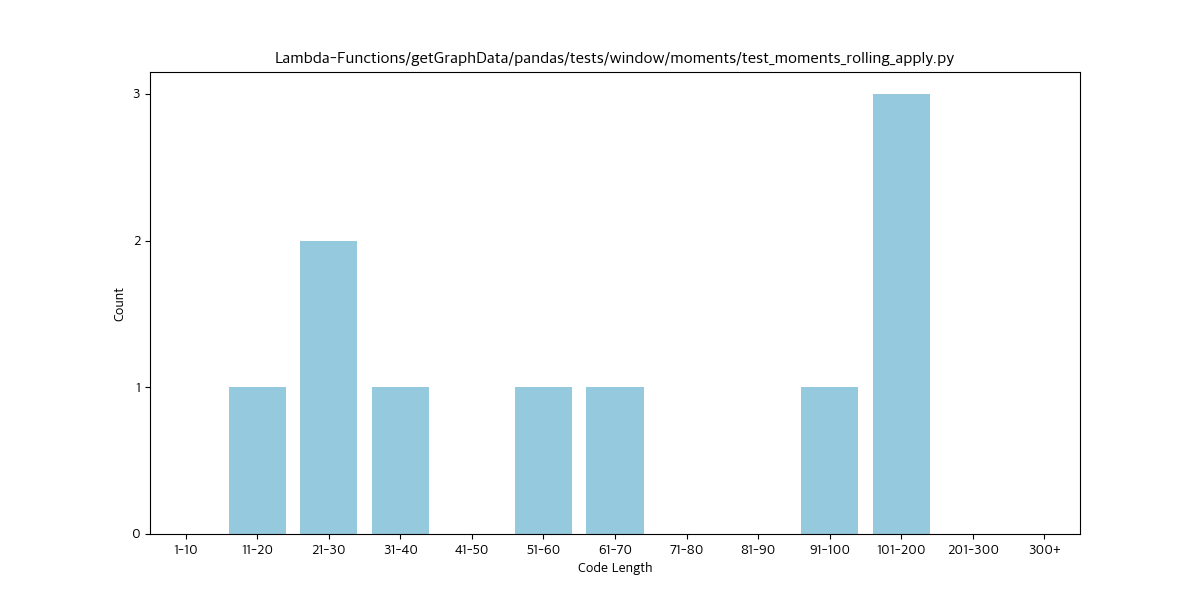 Lambda-Functions/getGraphData/pandas/tests/window/moments/test_moments_rolling_apply.py
3
2
1
0
Count
1-10 11-20 21-30 31-40 41-50 51-60 61-70 71-80 81-90 91-100 101-200 201-300 300+
Code Length